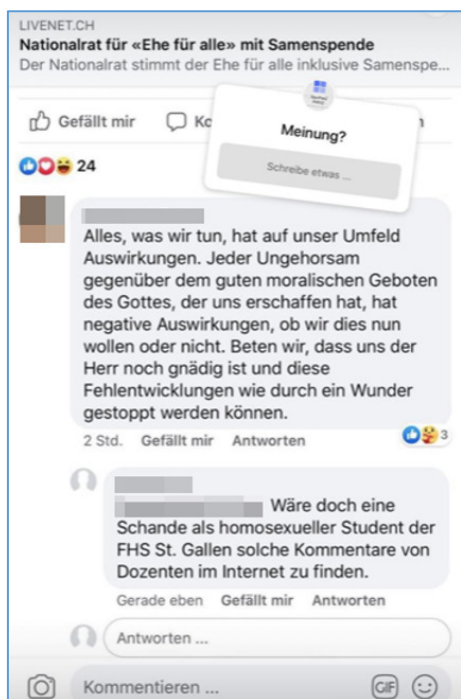 LIVENET.CH
Nationalrat für «Ehe für alle» mit Samenspende
Der Nationalrat stimmt der Ehe für alle inklusive Samenspe...
Gefällt mir
Meinung?
Schreibe etwas ...
24
Alles, was wir tun, hat auf unser Umfeld
Auswirkungen. Jeder Ungehorsam
gegenüber dem guten moralischen Geboten
des Gottes, der uns erschaffen hat, hat
negative Auswirkungen, ob wir dies nun
wollen oder nicht. Beten wir, dass uns der
Herr noch gnädig ist und diese
Fehlentwicklungen wie durch ein Wunder
gestoppt werden können.
2 Std. Gefällt mir Antworten 3
Wäre doch eine
Schande als homosexueller Student der
FHS St. Gallen solche Kommentare von
Dozenten im Internet zu finden.
Gerade eben Gefällt mir Antworten
Antworten ...
Kommentieren ... GIF